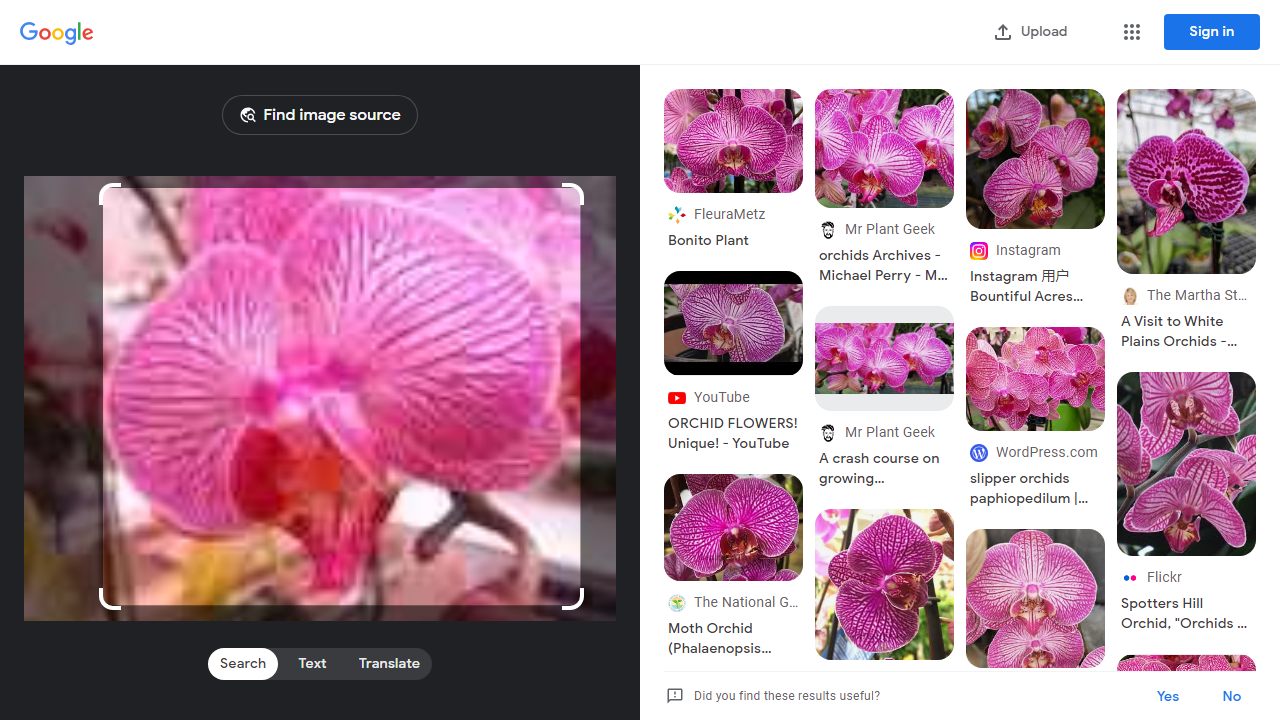 Google
Upload
Sign in
Find image source
Search
Text
Translate
FleuraMetz
Bonito Plant
YouTube
ORCHID FLOWERS!
Unique! - YouTube
The National G...
Moth Orchid
(Phalaenopsis...
Mr Plant Geek
orchids Archives -
Michael Perry - M...
Mr Plant Geek
A crash course on
growing...
Instagram
Instagram 用户
Bountiful Acres...
WordPress.com
slipper orchids
paphiopedilum |...
The Martha St...
A Visit to White
Plains Orchids -...
Flickr
Spotters Hill
Orchid, "Orchids ...
Did you find these results useful?
Yes
No